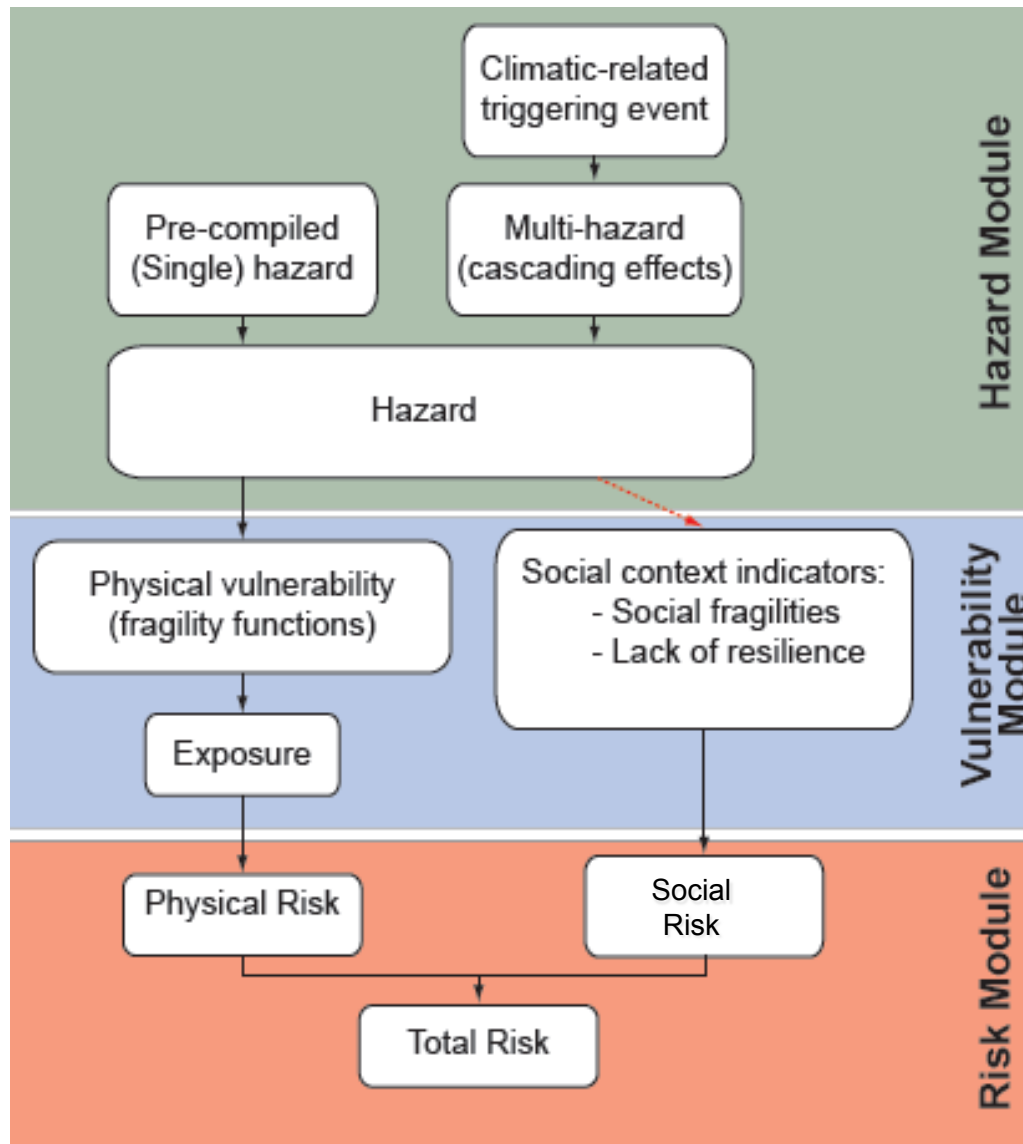 Climatic-related
triggering event
Pre-compiled
(Single) hazard
Multi-hazard
(cascading effects)
Hazard
Hazard Module
Physical vulnerability
(fragility functions)
Social context indicators:
- Social fragilities
- Lack of resilience
Exposure
Vulnerability
Module
Physical Risk
Social
Risk
Total Risk
Risk Module